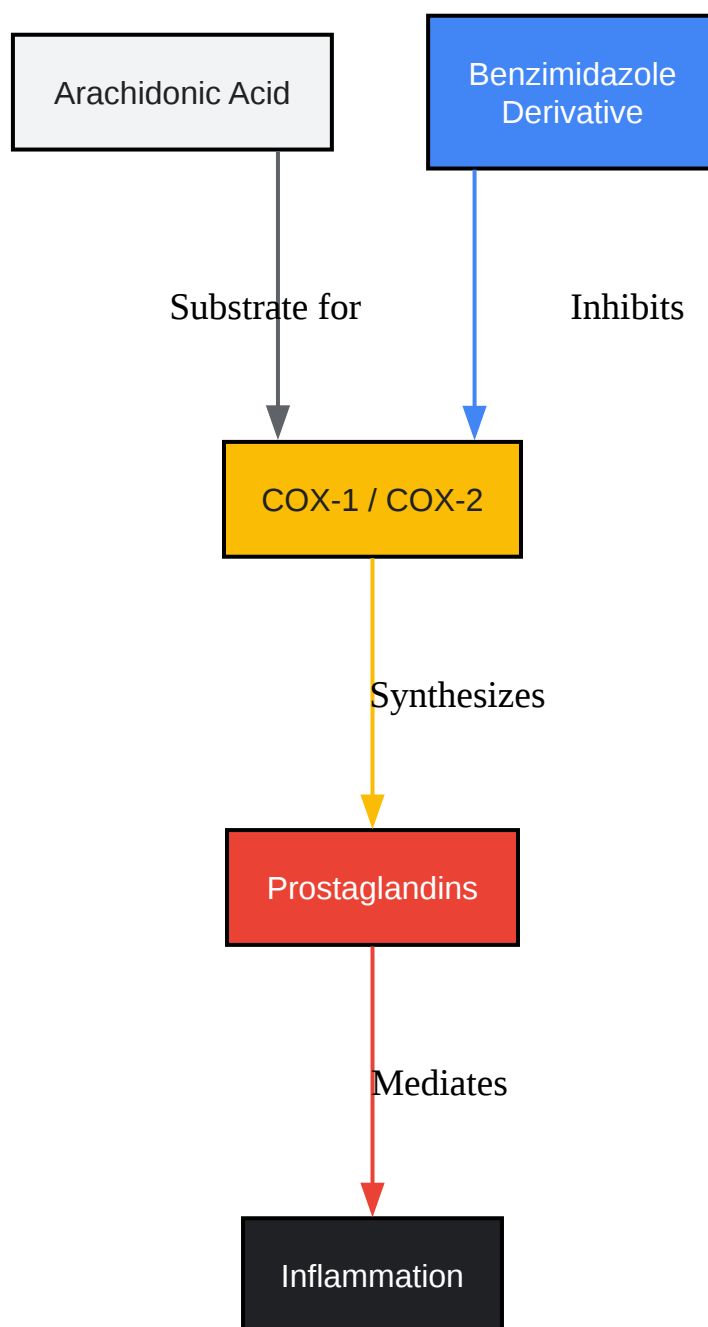 Arachidonic Acid
Benzimidazole
Derivative
Substrate for
Inhibits
COX-1 / COX-2
Synthesizes
Prostaglandins
Mediates
Inflammation